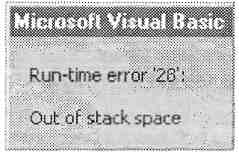 Microsoft Visual Basic
Run-time error '28':
Out of stack space